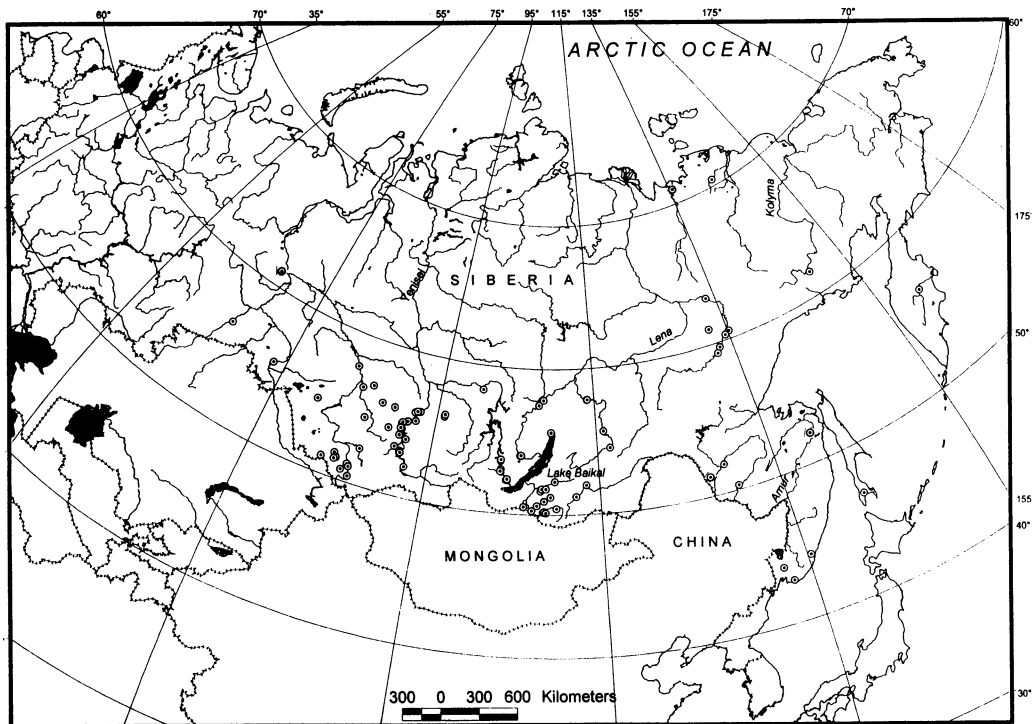 60° 70° 35° 55° 75° 95° 115° 135° 155° 175° 70° 60°
ARCTIC OCEAN
Kolyma
175
Yenisei
SIBERIA
Lena
50°
Lake Baikal
Amur
155
40°
MONGOLIA
CHINA
300 0 300 600 Kilometers
30°